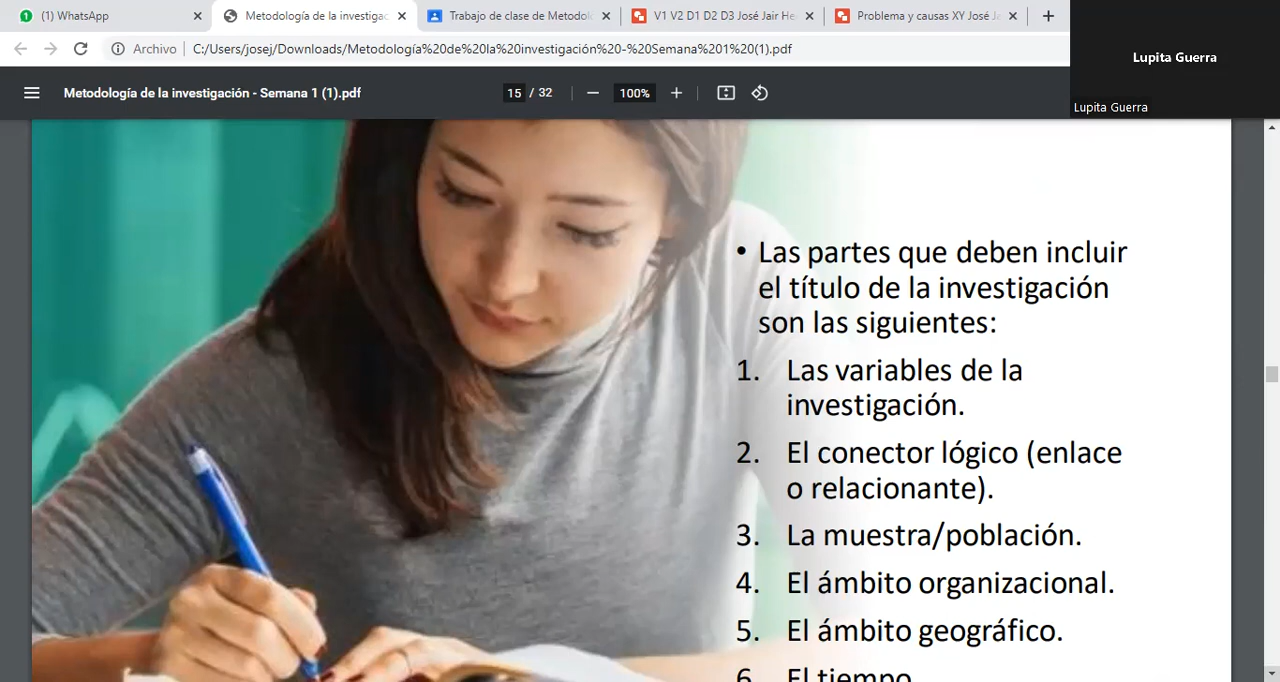 (1) WhatsApp
Metodología de la investigac
Trabajo de clase de Metodol
V1 V2 D1 D2 D3 José Jair He
Problema y causas XY José J
Archivo
C:/Users/josej/Downloads/Metodología%20de%20la%20investigación%20-%20Semana%201%20(1).pdf
Lupita Guerra
Lupita Guerra
Metodología de la investigación - Semana 1 (1).pdf
15 / 32
100%
• Las partes que deben incluir
el título de la investigación
son las siguientes:
1. Las variables de la
investigación.
2. El conector lógico (enlace
o relacionante).
3. La muestra/población.
4. El ámbito organizacional.
5. El ámbito geográfico.
6. El tiempo